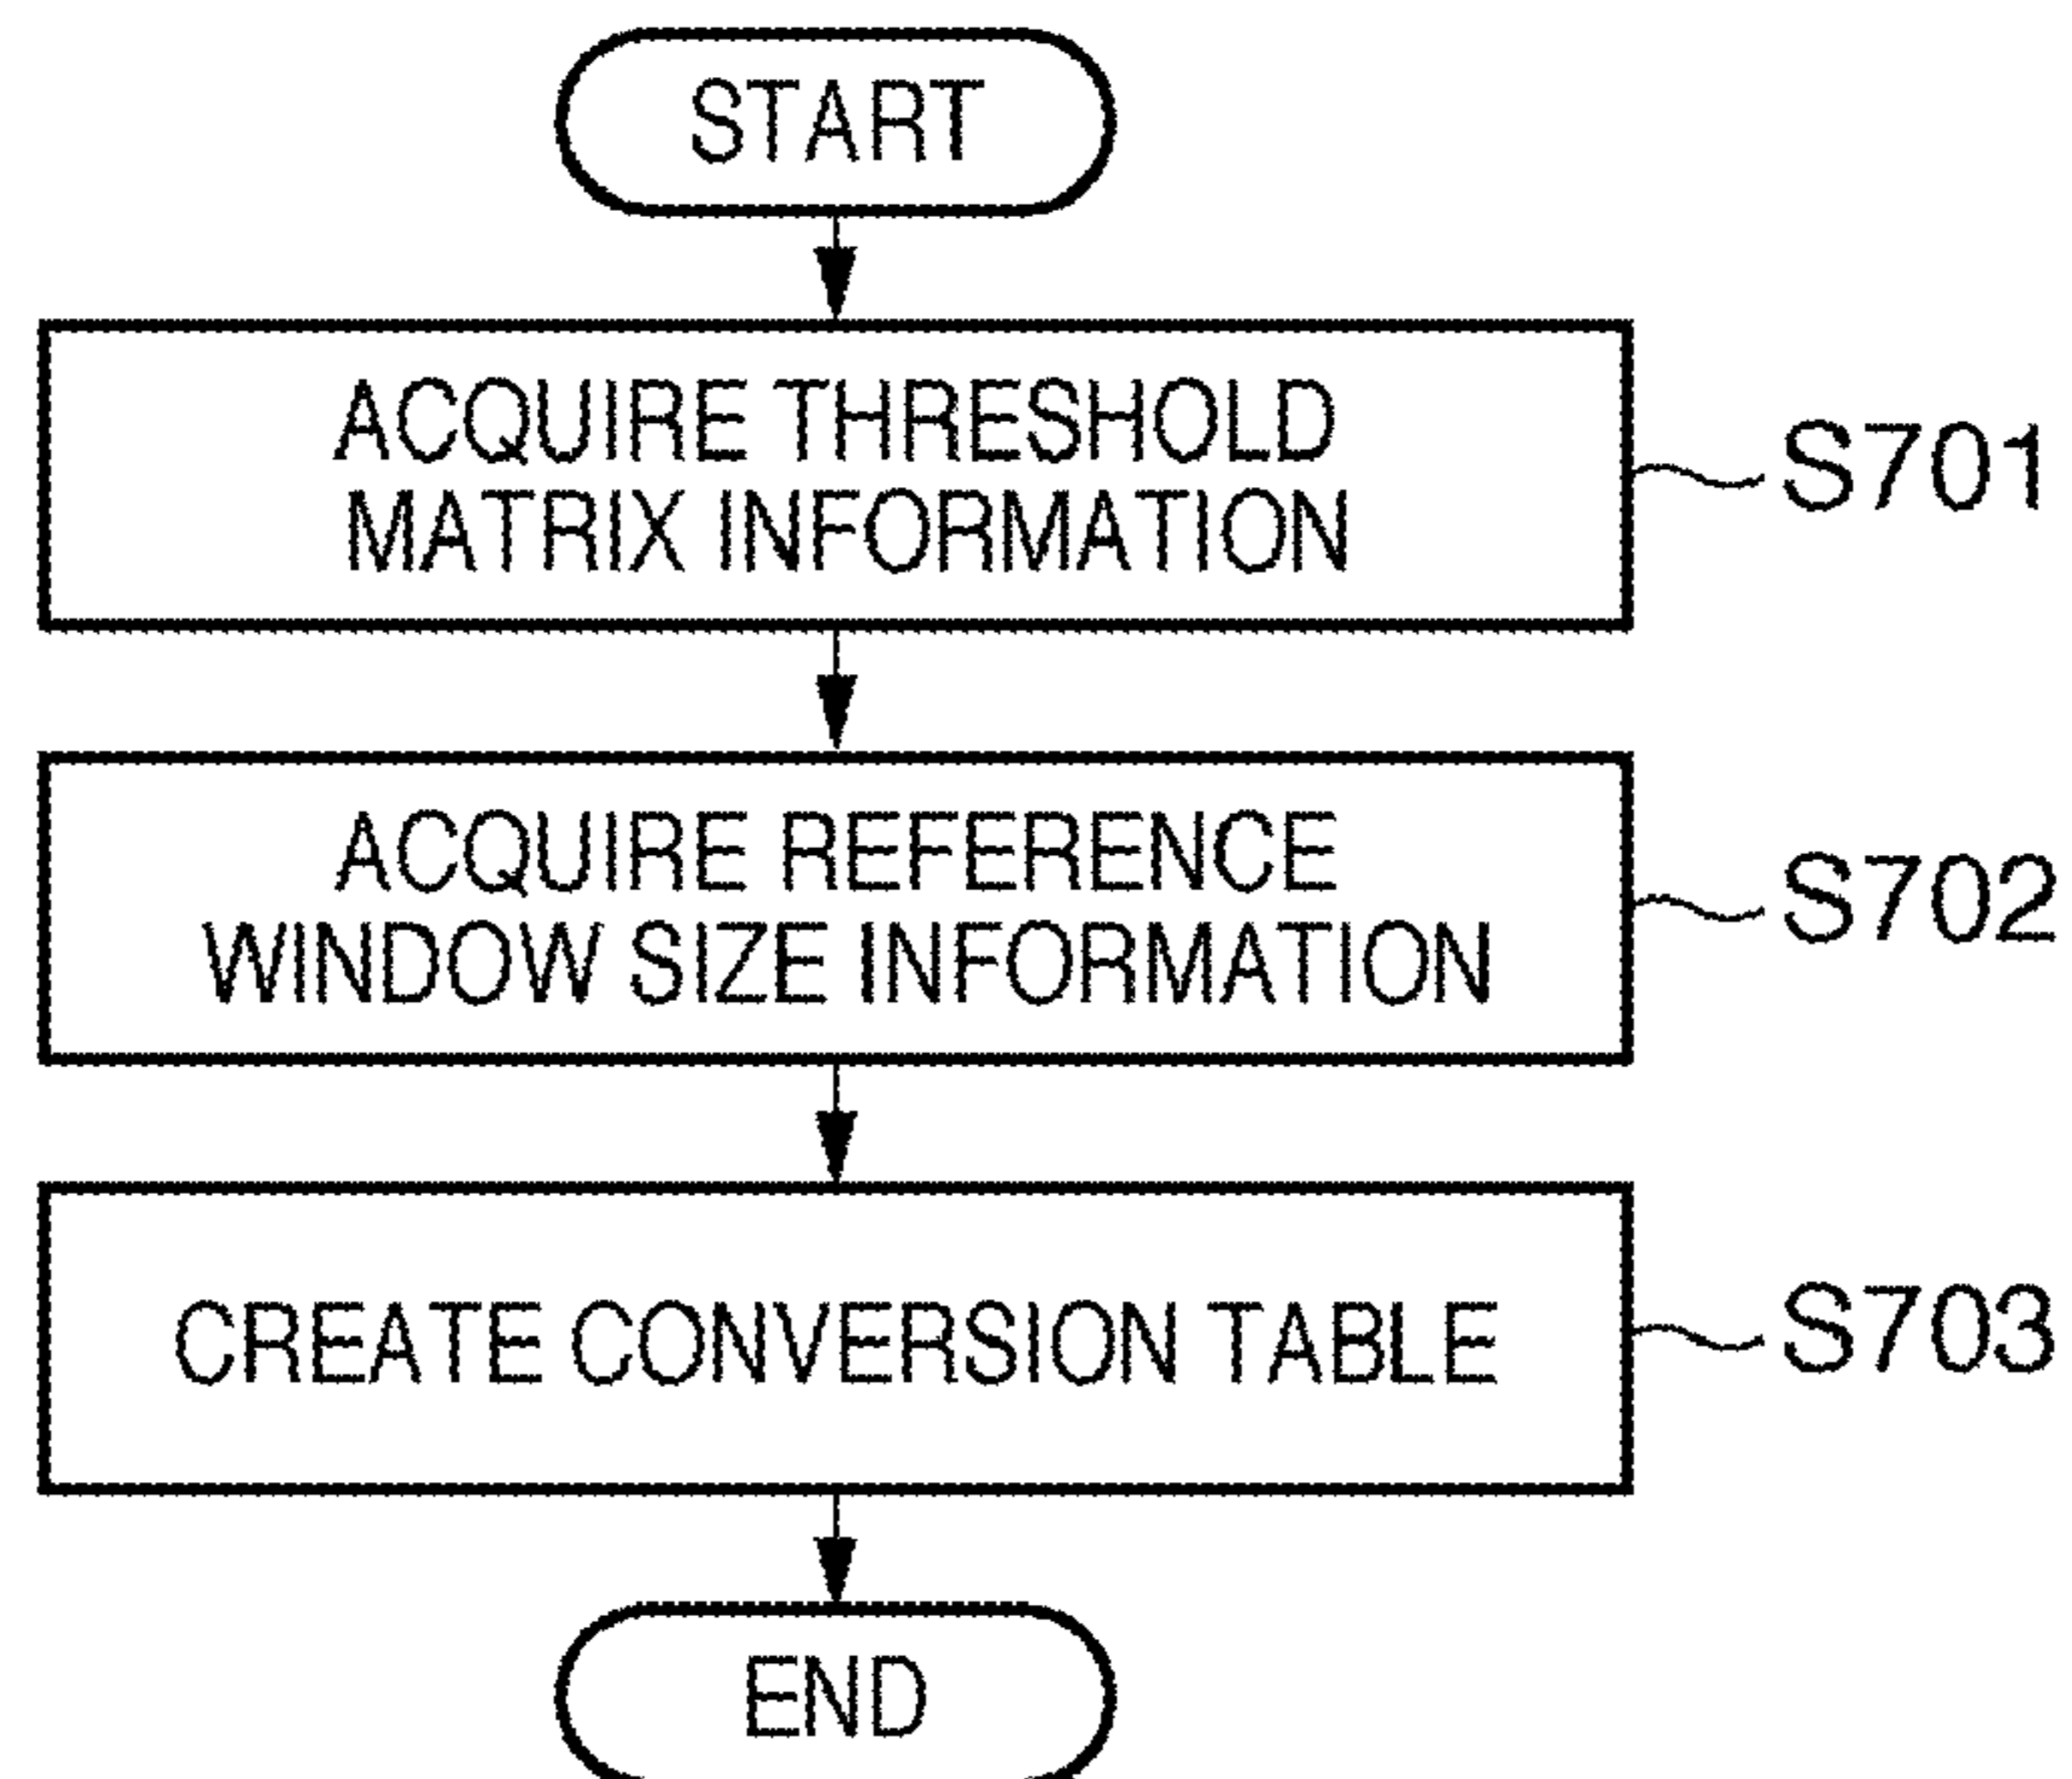 START
ACQUIRE THRESHOLD
MATRIX INFORMATION
S701
ACQUIRE REFERENCE
WINDOW SIZE INFORMATION
S702
CREATE CONVERSION TABLE
S703
END